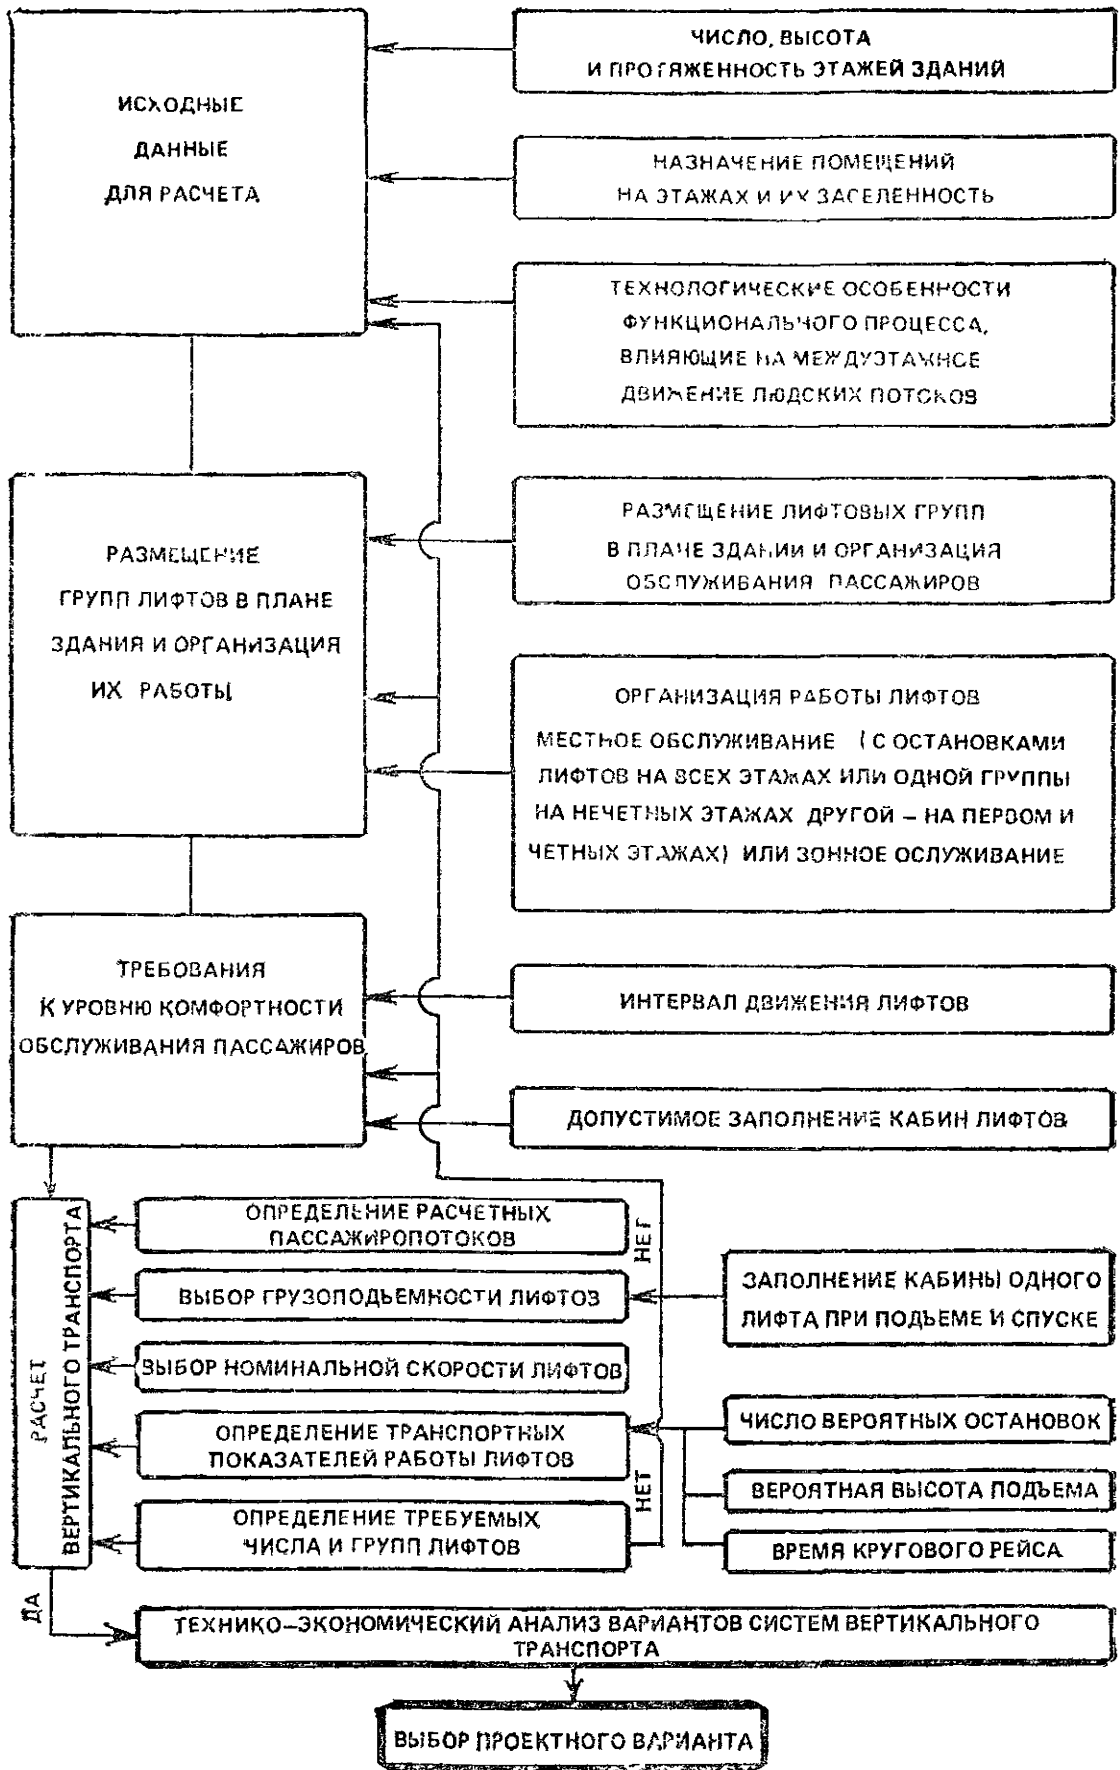 ИСХОДНЫЕ
ДАННЫЕ
ДЛЯ РАСЧЕТА
ЧИСЛО, ВЫСОТА
И ПРОТЯЖЕННОСТЬ ЭТАЖЕЙ ЗДАНИЙ
НАЗНАЧЕНИЕ ПОМЕЩЕНИЙ
НА ЭТАЖАХ И ИХ ЗАСЕЛЕННОСТЬ
ТЕХНОЛОГИЧЕСКИЕ ОСОБЕННОСТИ
ФУНКЦИОНАЛЬНОГО ПРОЦЕССА,
ВЛИЯЮЩИЕ НА МЕЖДУЭТАЖНОЕ
ДВИЖЕНИЕ ЛЮДСКИХ ПОТОКОВ
РАЗМЕЩЕНИЕ
ГРУПП ЛИФТОВ В ПЛАНЕ
ЗДАНИЯ И ОРГАНИЗАЦИЯ
ИХ РАБОТЫ
РАЗМЕЩЕНИЕ ЛИФТОВЫХ ГРУПП
В ПЛАНЕ ЗДАНИИ И ОРГАНИЗАЦИЯ
ОБСЛУЖИВАНИЯ ПАССАЖИРОВ
ОРГАНИЗАЦИЯ РАБОТЫ ЛИФТОВ
МЕСТНОЕ ОБСЛУЖИВАНИЕ (С ОСТАНОВКАМИ
ЛИФТОВ НА ВСЕХ ЭТАЖАХ ИЛИ ОДНОЙ ГРУППЫ
НА НЕЧЕТНЫХ ЭТАЖАХ ДРУГОЙ – НА ПЕРВОМ И
ЧЕТНЫХ ЭТАЖАХ) ИЛИ ЗОННОЕ ОСЛУЖИВАНИЕ
ТРЕБОВАНИЯ
К УРОВНЮ КОМФОРТНОСТИ
ОБСЛУЖИВАНИЯ ПАССАЖИРОВ
ИНТЕРВАЛ ДВИЖЕНИЯ ЛИФТОВ
ДОПУСТИМОЕ ЗАПОЛНЕНИЕ КАБИН ЛИФТОВ
РАСЧЕТ
ВЕРТИКАЛЬНОГО ТРАНСПОРТА
ОПРЕДЕЛЕНИЕ РАСЧЕТНЫХ
ПАССАЖИРОПОТОКОВ
НЕТ
ВЫБОР ГРУЗОПОДЬЕМНОСТИ ЛИФТОВ
ЗАПОЛНЕНИЕ КАБИНЫ ОДНОГО
ЛИФТА ПРИ ПОДЬЕМЕ И СПУСКЕ
ВЫБОР НОМИНАЛЬНОЙ СКОРОСТИ ЛИФТОВ
ОПРЕДЕЛЕНИЕ ТРАНСПОРТНЫХ
ПОКАЗАТЕЛЕЙ РАБОТЫ ЛИФТОВ
ЧИСЛО ВЕРОЯТНЫХ ОСТАНОВОК
НЕТ
ВЕРОЯТНАЯ ВЫСОТА ПОДЬЕМА
ОПРЕДЕЛЕНИЕ ТРЕБУЕМЫХ
ЧИСЛА И ГРУПП ЛИФТОВ
ВРЕМЯ КРУГОВОГО РЕЙСА
ДА
ТЕХНИКО–ЭКОНОМИЧЕСКИЙ АНАЛИЗ ВАРИАНТОВ СИСТЕМ ВЕРТИКАЛЬНОГО
ТРАНСПОРТА
ВЫБОР ПРОЕКТНОГО ВАРИАНТА